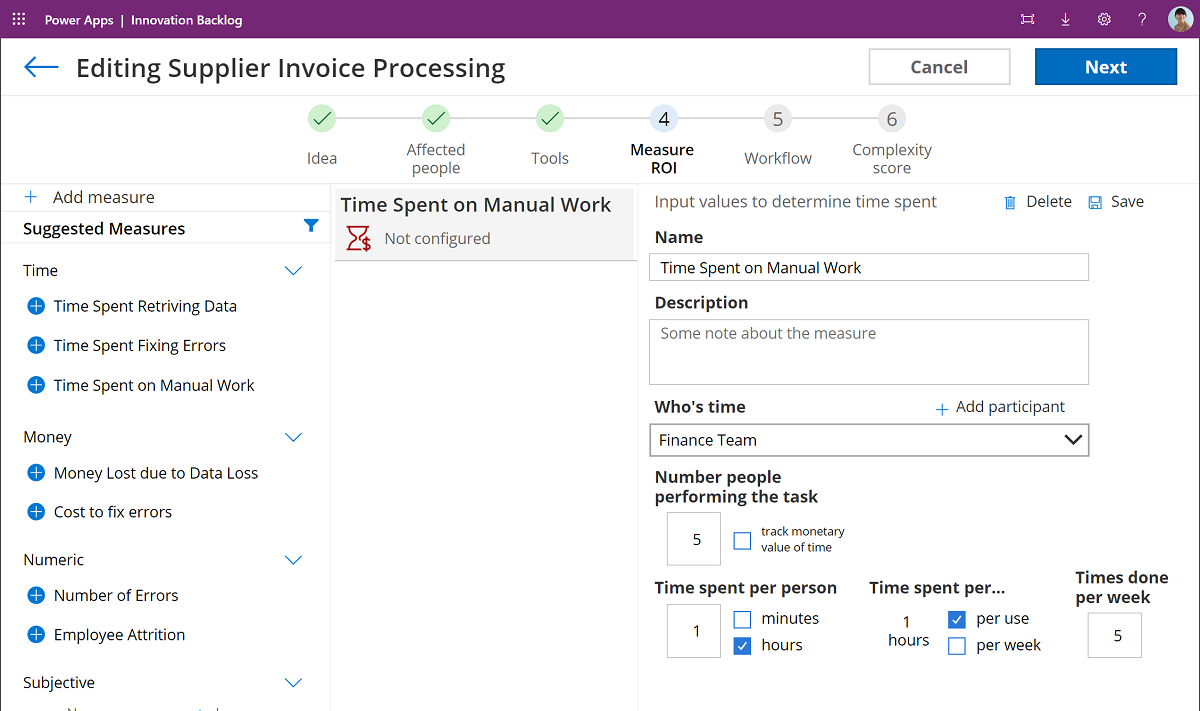 Power Apps | Innovation Backlog
?
Editing Supplier Invoice Processing
Cancel
Next
4
5
6
Idea
Affected
people
Tools
Measure
ROI
Workflow
Complexity
score
Add measure
Suggested Measures
Time
Time Spent Retriving Data
Time Spent Fixing Errors
Time Spent on Manual Work
Money
Money Lost due to Data Loss
Cost to fix errors
Numeric
Number of Errors
Employee Attrition
Subjective
Time Spent on Manual Work
$
Not configured
Input values to determine time spent
Delete
Save
Name
Time Spent on Manual Work
Description
Some note about the measure
Who's time
Add participant
Finance Team
Number people
performing the task
5
track monetary
value of time
Time spent per person
1
minutes
hours
Time spent per...
1
hours
per use
per week
Times done
per week
5